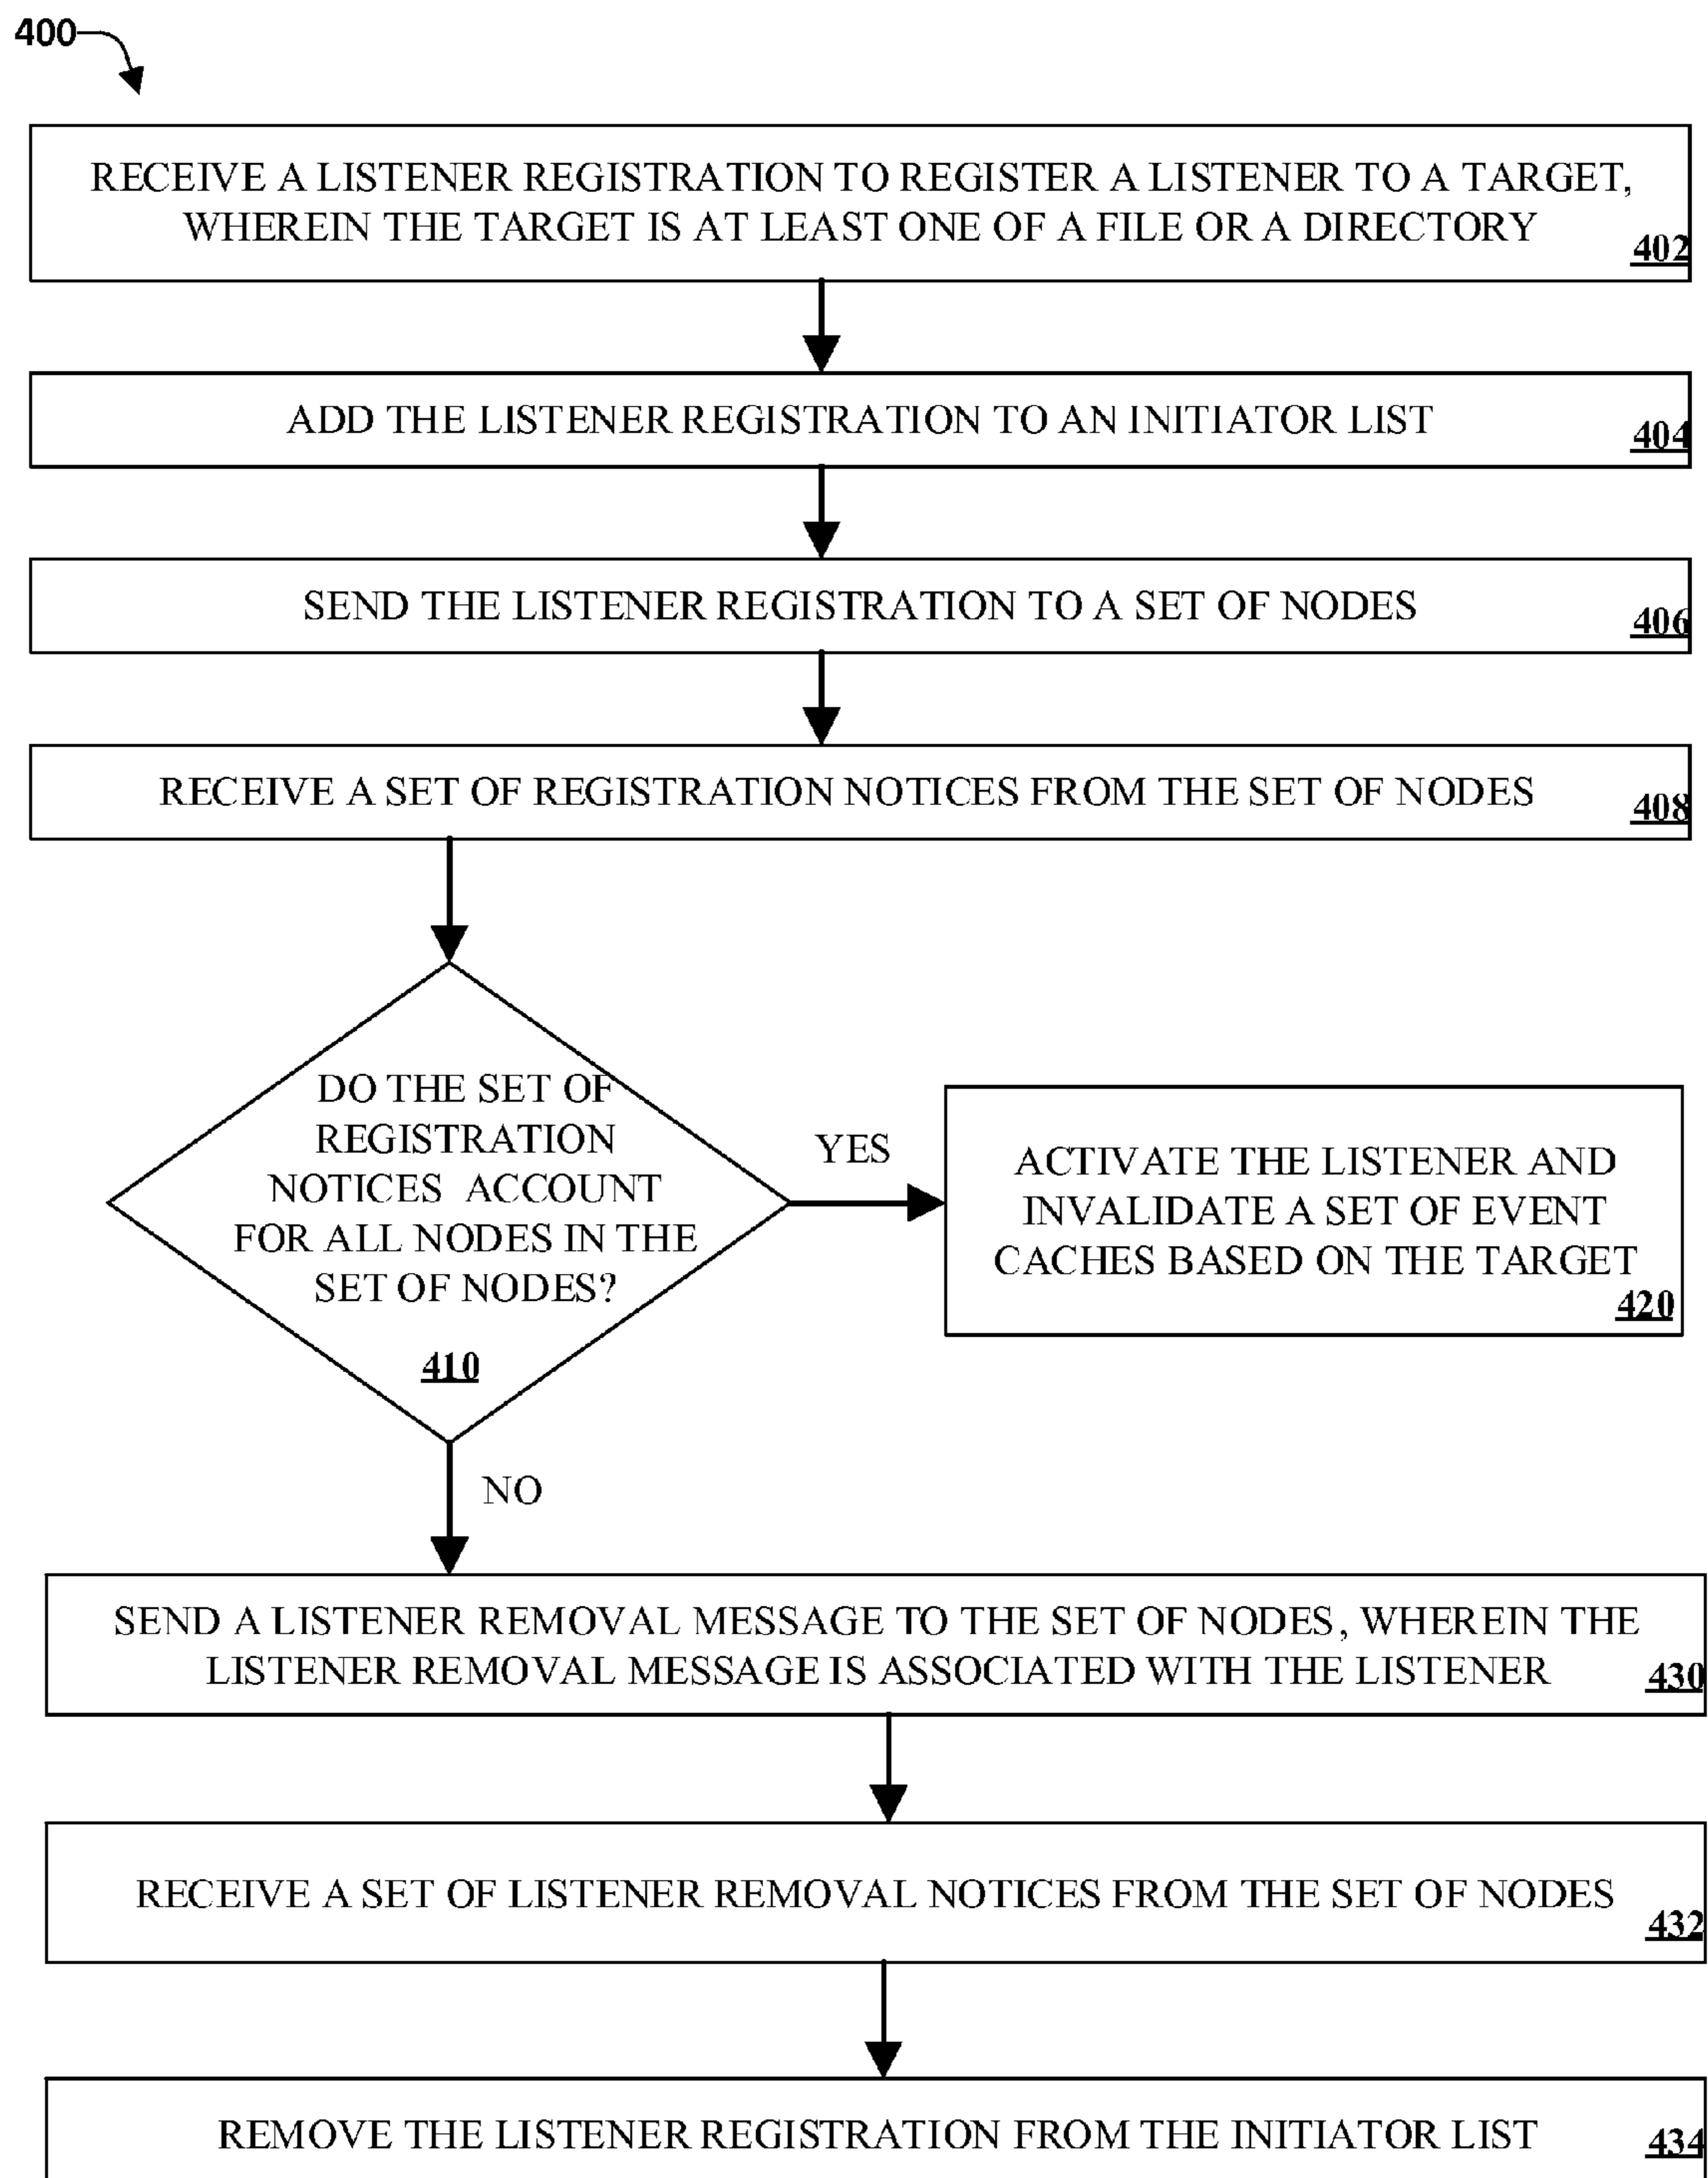 400
RECEIVE A LISTENER REGISTRATION TO REGISTER A LISTENER TO A TARGET,
WHEREIN THE TARGET IS AT LEAST ONE OF A FILE OR A DIRECTORY
402
ADD THE LISTENER REGISTRATION TO AN INITIATOR LIST
404
SEND THE LISTENER REGISTRATION TO A SET OF NODES
406
RECEIVE A SET OF REGISTRATION NOTICES FROM THE SET OF NODES
408
DO THE SET OF
REGISTRATION
NOTICES ACCOUNT
FOR ALL NODES IN THE
SET OF NODES?
410
YES
ACTIVATE THE LISTENER AND
INVALIDATE A SET OF EVENT
CACHES BASED ON THE TARGET
420
NO
SEND A LISTENER REMOVAL MESSAGE TO THE SET OF NODES, WHEREIN THE
LISTENER REMOVAL MESSAGE IS ASSOCIATED WITH THE LISTENER
430
RECEIVE A SET OF LISTENER REMOVAL NOTICES FROM THE SET OF NODES
432
REMOVE THE LISTENER REGISTRATION FROM THE INITIATOR LIST
434